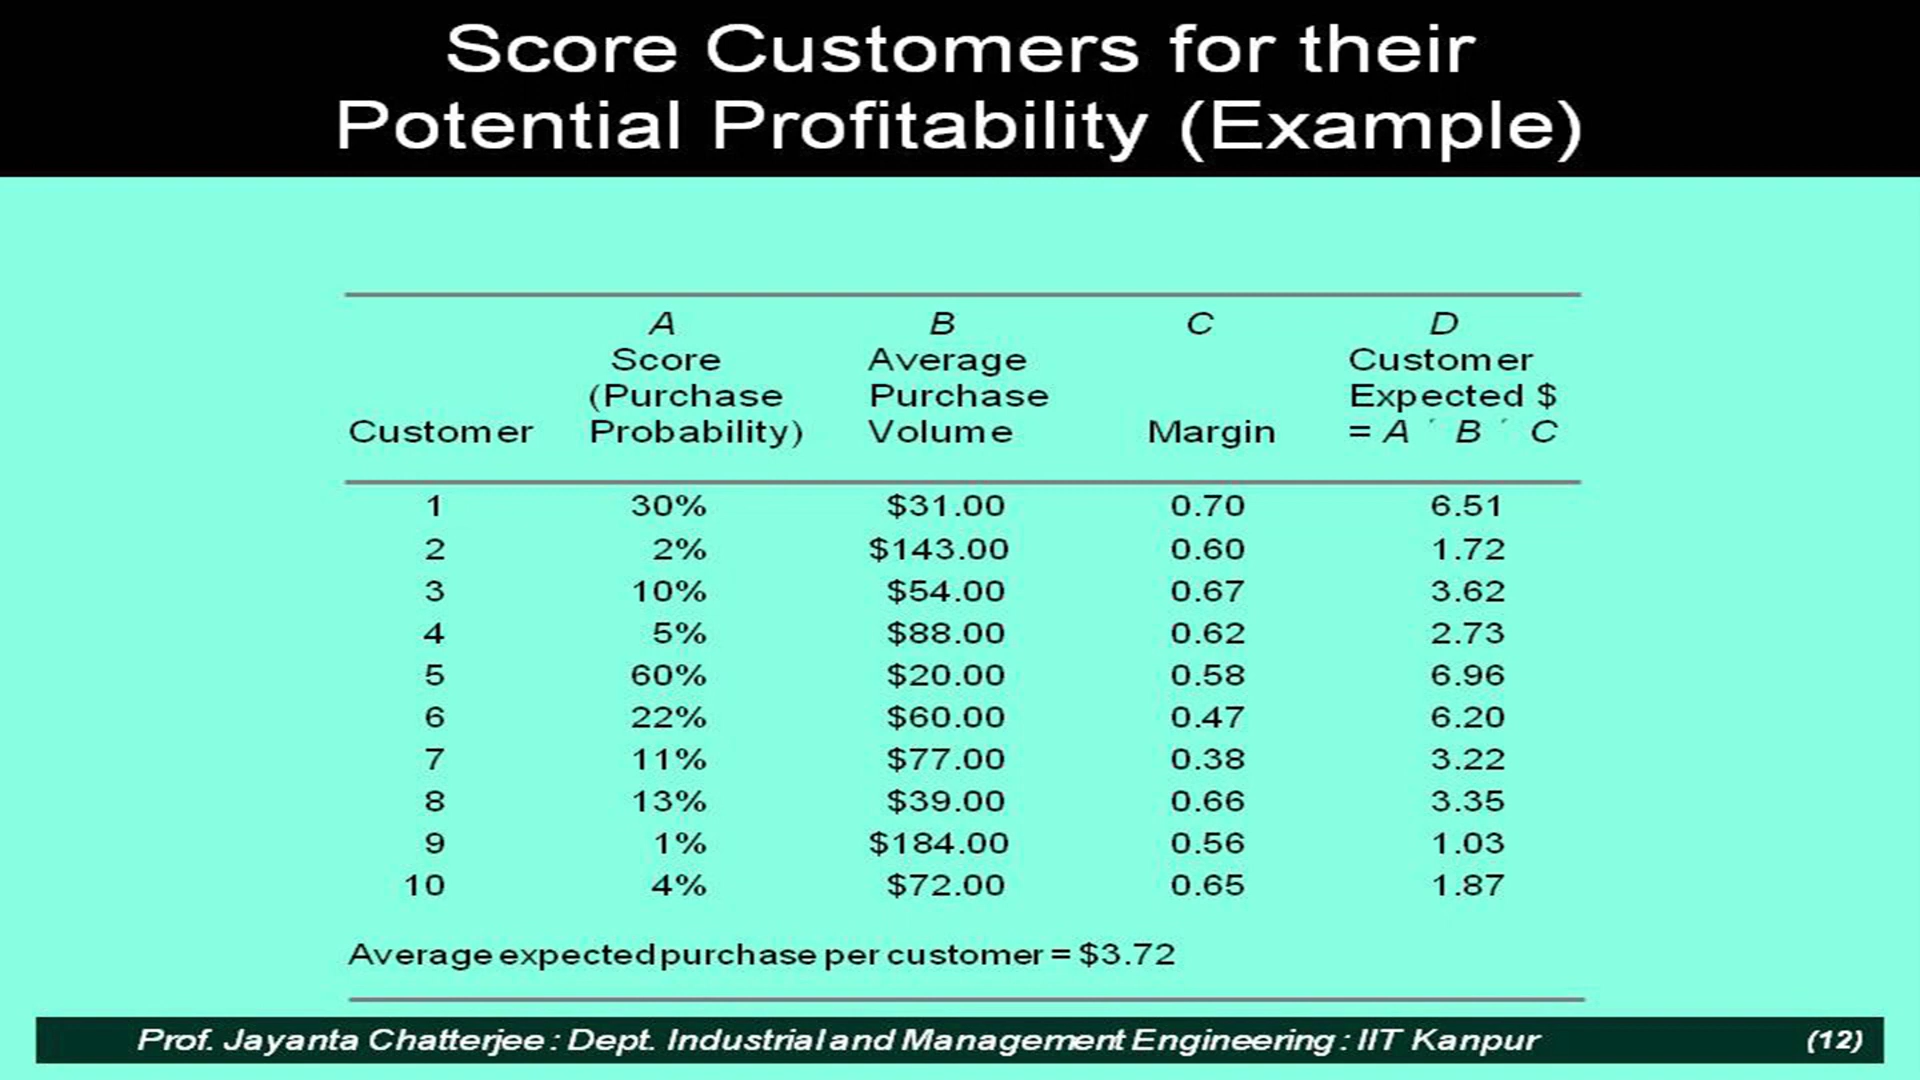 Score Customers for their
Potential Profitability (Example)
A B C D
Score Average Customer
(Purchase Purchase Expected $
Customer Probability) Volume Margin = A ´ B ´ C
1 30% $31.00 0.70 6.51
2 2% $143.00 0.60 1.72
3 10% $54.00 0.67 3.62
4 5% $88.00 0.62 2.73
5 60% $20.00 0.58 6.96
6 22% $60.00 0.47 6.20
7 11% $77.00 0.38 3.22
8 13% $39.00 0.66 3.35
9 1% $184.00 0.56 1.03
10 4% $72.00 0.65 1.87
Average expected purchase per customer = $3.72
Prof. Jayanta Chatterjee : Dept. Industrial and Management Engineering : IIT Kanpur (12)